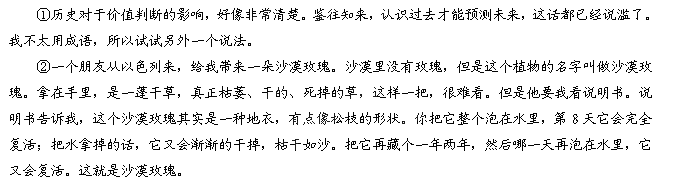 ①历史对于价值判断的影响，好像非常清楚。鉴往知来，认识过去才能预测未来，这话都已经说滥了。
我不太用成语，所以试试另外一个说法。
②一个朋友从以色列来，给我带来一朵沙漠玫瑰。沙漠里没有玫瑰，但是这个植物的名字叫做沙漠玫
瑰。拿在手里，是一蓬干草，真正枯萎、干的、死掉的草，这样一把，很难看。但是他要我看说明书。说
明书告诉我，这个沙漠玫瑰其实是一种地衣，有点像松枝的形状。你把它整个泡在水里，第 8 天它会完全
复活；把水拿掉的话，它又会渐渐的干掉，枯干如沙。把它再藏个一年两年，然后哪一天再泡在水里，它
又会复活。这就是沙漠玫瑰。